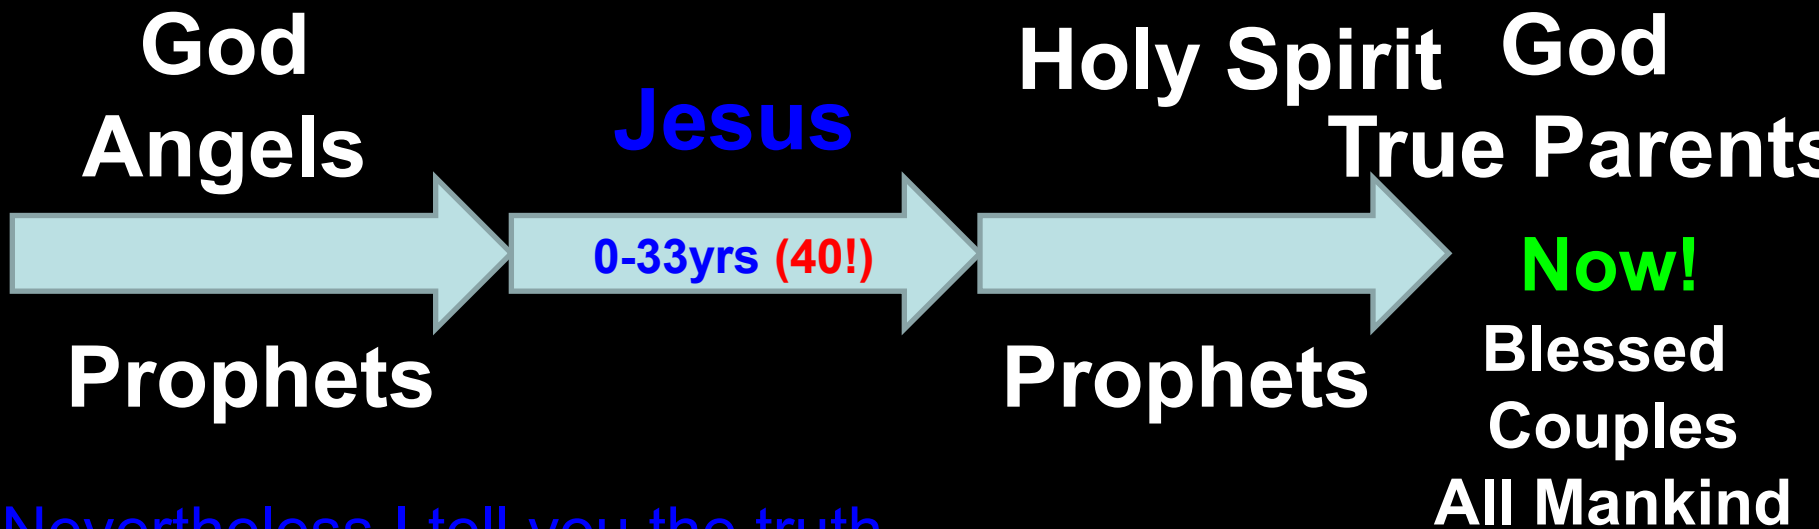 God
Angels
Prophets
Jesus
0-33yrs (40!)
Holy Spirit
Prophets
God
True Parents
Now!
Blessed
Couples
All Mankind
Nevertheless I tell you the truth